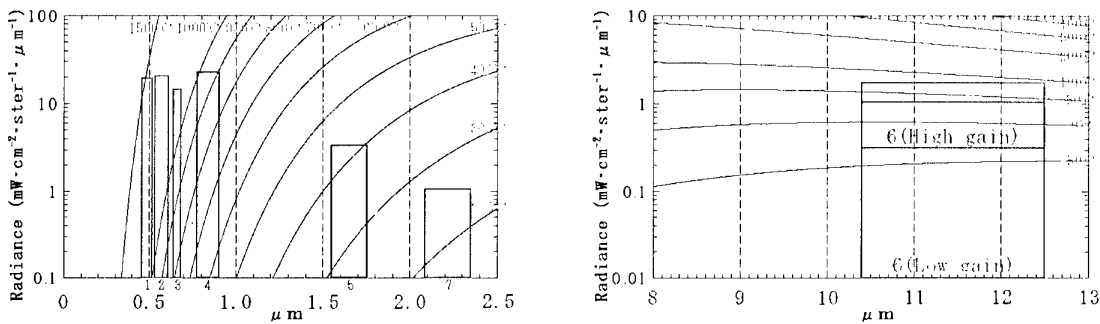 Radiance (mW·cm⁻²·ster⁻¹·μm⁻¹)
100
10
1
0.1
1 2 3 4 5 7
0 0.5 1.0 1.5 2.0 2.5
μm
Radiance (mW·cm⁻²·ster⁻¹·μm⁻¹)
10
1
0.1
0.01
6(High gain)
6(Low gain)
8 9 10 11 12 13
μm